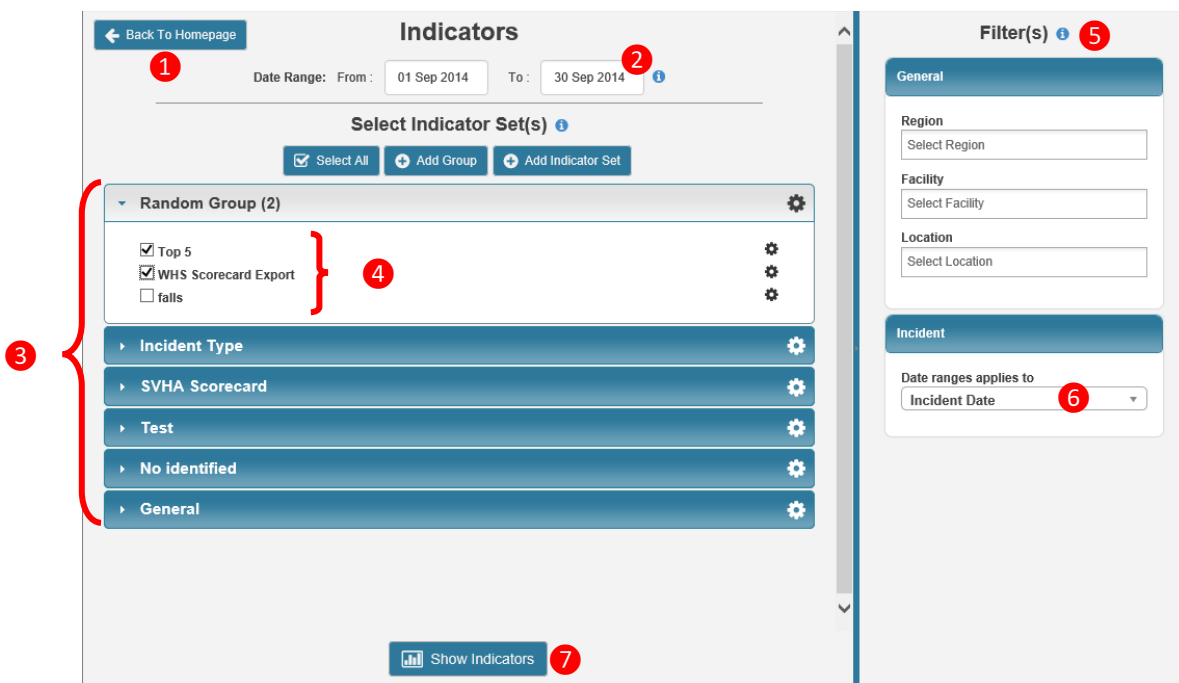 Back To Homepage
Indicators
1
2
Date Range: From : 01 Sep 2014 To : 30 Sep 2014
Select Indicator Set(s)
Select All Add Group Add Indicator Set
3
Random Group (2)
Top 5
WHS Scorecard Export
falls
4
Incident Type
SVHA Scorecard
Test
No identified
General
Show Indicators 7
Filter(s) 5
General
Region
Select Region
Facility
Select Facility
Location
Select Location
Incident
Date ranges applies to
Incident Date 6